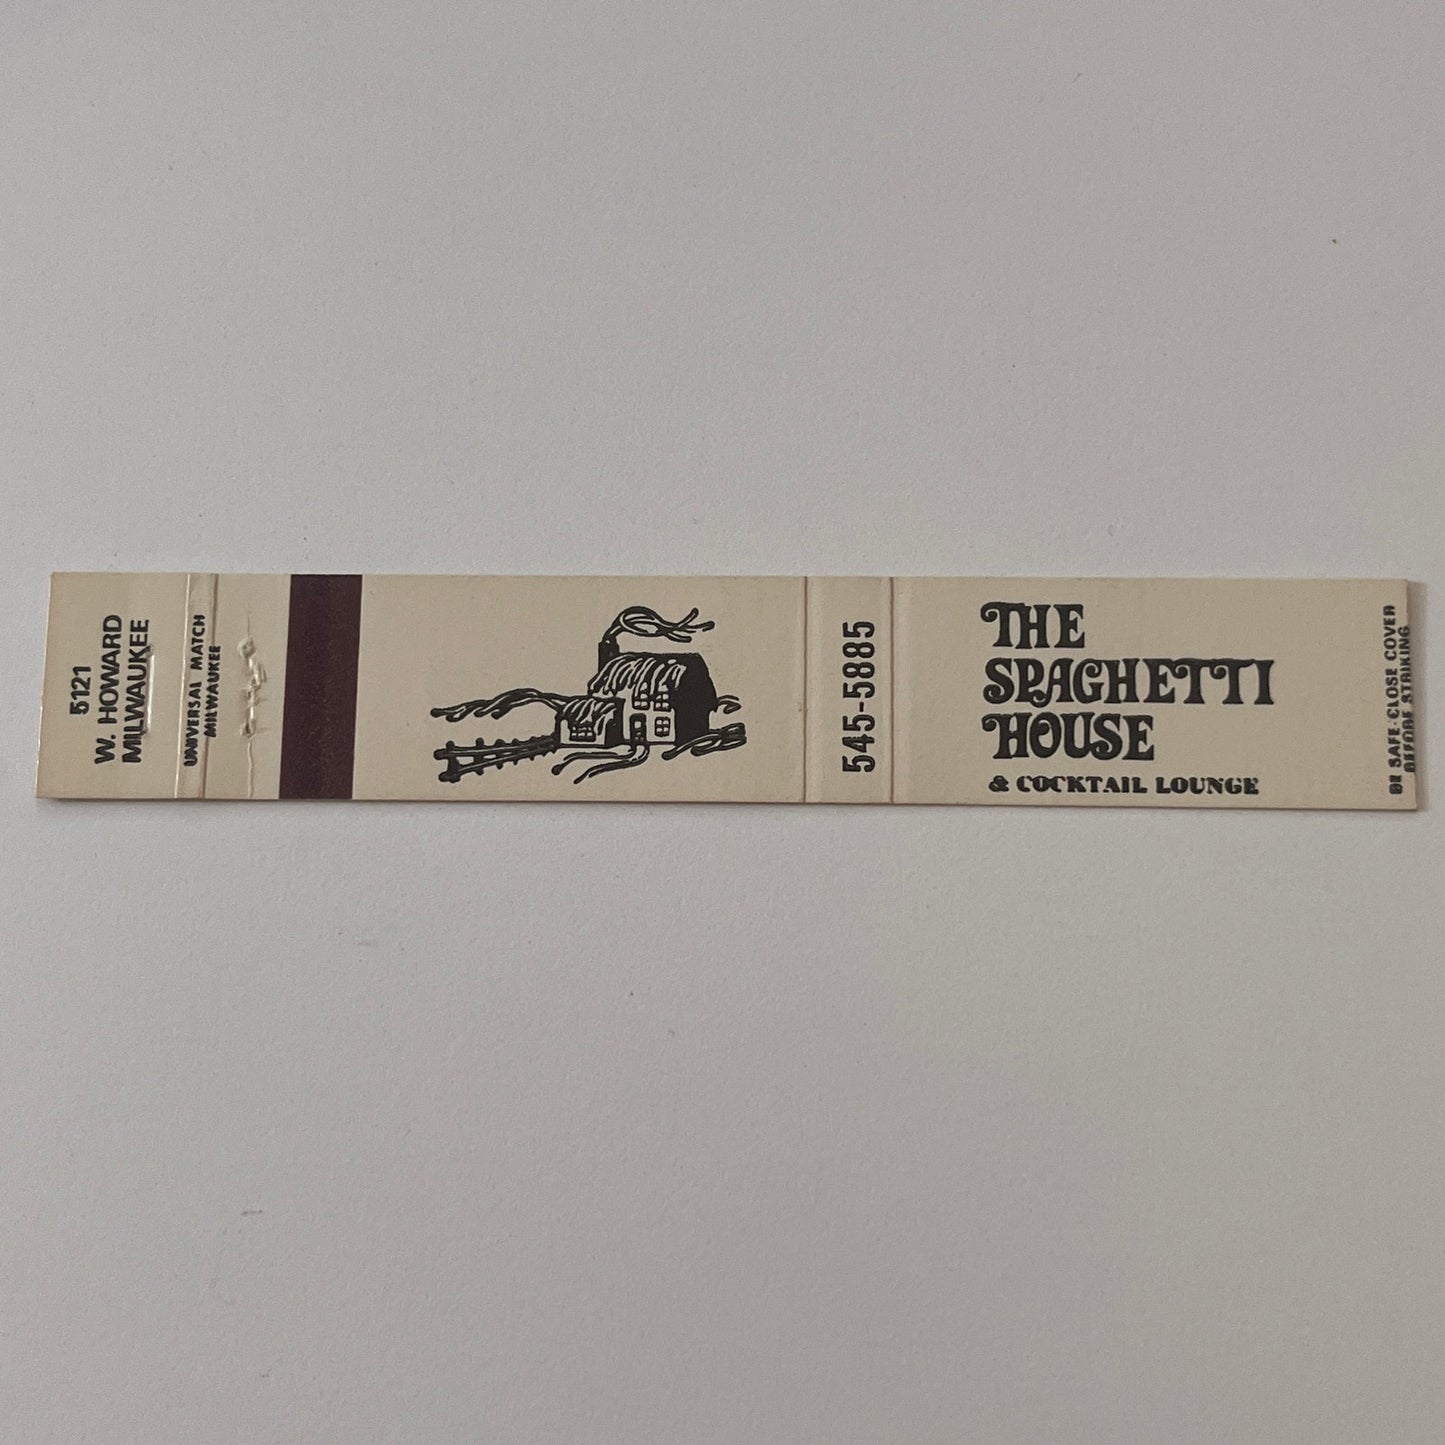 5121
W. HOWARD
MILWAUKEE
UNIVERSAL MATCH
MILWAUKEE
545-5885
THE
SPAGHETTI
HOUSE
& COCKTAIL LOUNGE
BE SAFE-CLOSE COVER
BEFORE STRIKING